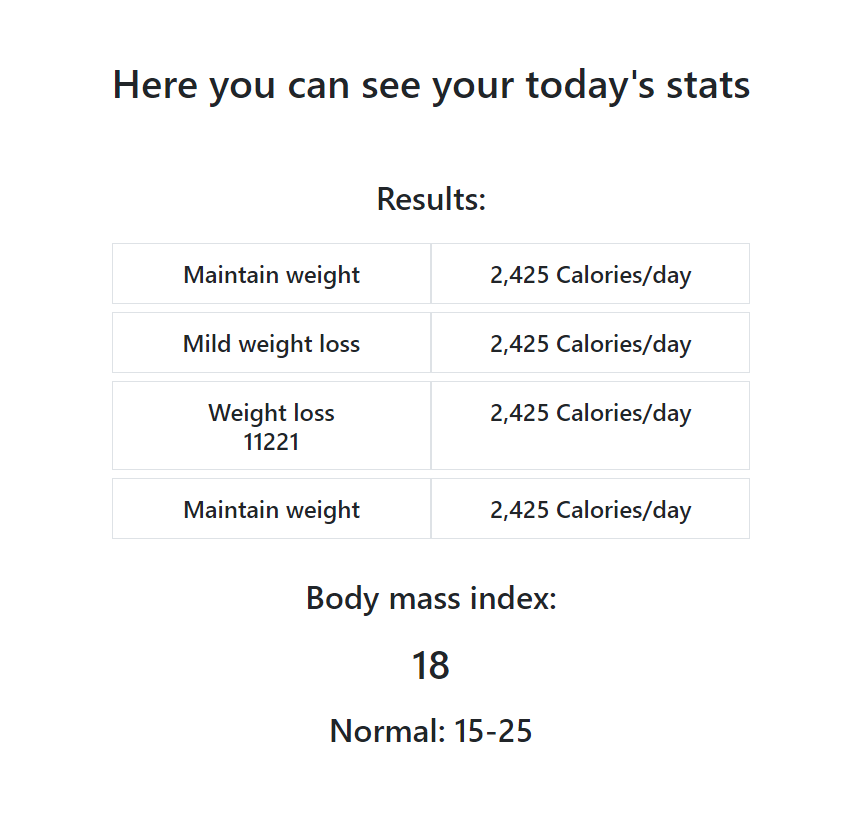 Here you can see your today's stats
Results:
Maintain weight
2,425 Calories/day
Mild weight loss
2,425 Calories/day
Weight loss
11221
2,425 Calories/day
Maintain weight
2,425 Calories/day
Body mass index:
18
Normal: 15-25